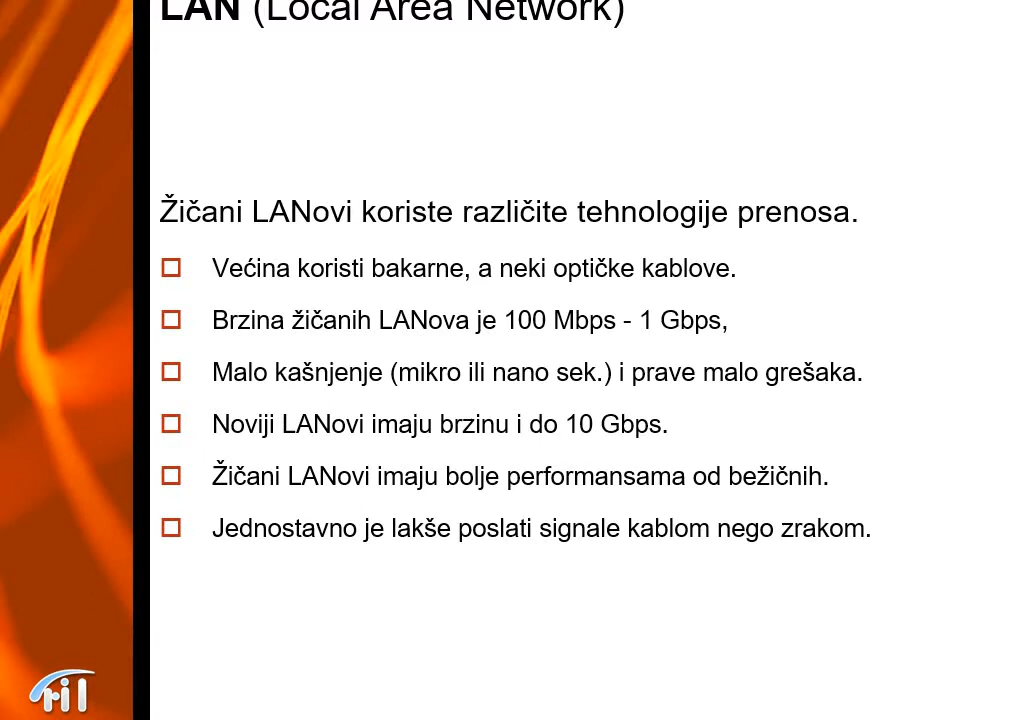 LAN (Local Area Network)
Žičani LANovi koriste različite tehnologije prenosa.
Većina koristi bakarne, a neki optičke kablove.
Brzina žičanih LANova je 100 Mbps - 1 Gbps,
Malo kašnjenje (mikro ili nano sek.) i prave malo grešaka.
Noviji LANovi imaju brzinu i do 10 Gbps.
Žičani LANovi imaju bolje performansama od bežičnih.
Jednostavno je lakše poslati signale kablom nego zrakom.
ril